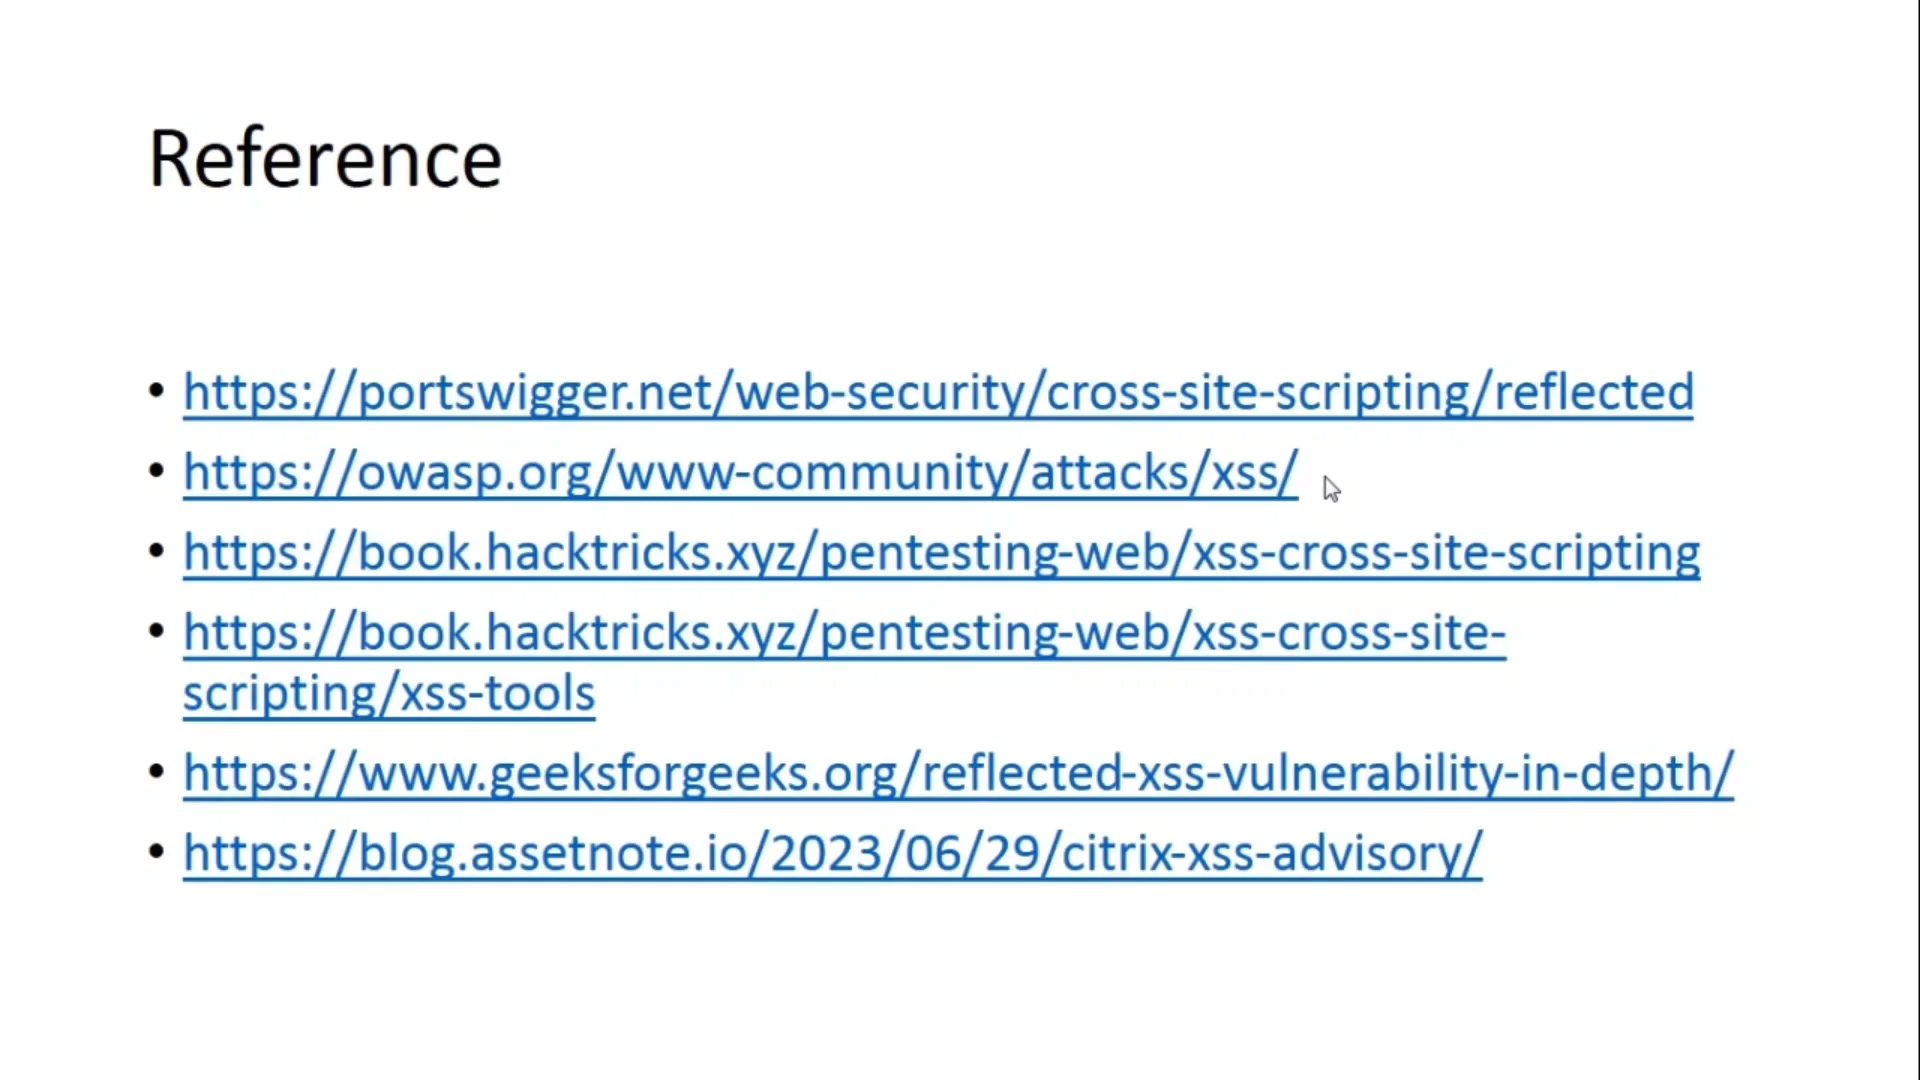 Reference
• https://portswigger.net/web-security/cross-site-scripting/reflected
• https://owasp.org/www-community/attacks/xss/
• https://book.hacktricks.xyz/pentesting-web/xss-cross-site-scripting
• https://book.hacktricks.xyz/pentesting-web/xss-cross-site-
scripting/xss-tools
• https://www.geeksforgeeks.org/reflected-xss-vulnerability-in-depth/
• https://blog.assetnote.io/2023/06/29/citrix-xss-advisory/